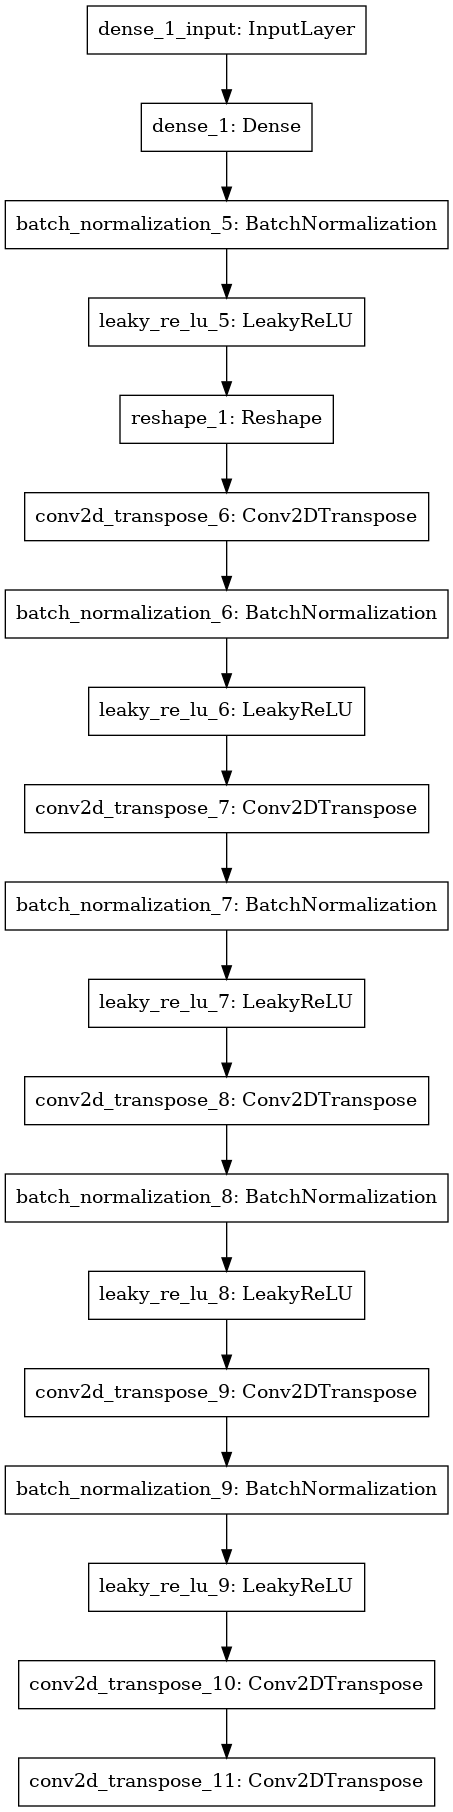 dense_1_input: InputLayer
dense_1: Dense
batch_normalization_5: BatchNormalization
leaky_re_lu_5: LeakyReLU
reshape_1: Reshape
conv2d_transpose_6: Conv2DTranspose
batch_normalization_6: BatchNormalization
leaky_re_lu_6: LeakyReLU
conv2d_transpose_7: Conv2DTranspose
batch_normalization_7: BatchNormalization
leaky_re_lu_7: LeakyReLU
conv2d_transpose_8: Conv2DTranspose
batch_normalization_8: BatchNormalization
leaky_re_lu_8: LeakyReLU
conv2d_transpose_9: Conv2DTranspose
batch_normalization_9: BatchNormalization
leaky_re_lu_9: LeakyReLU
conv2d_transpose_10: Conv2DTranspose
conv2d_transpose_11: Conv2DTranspose